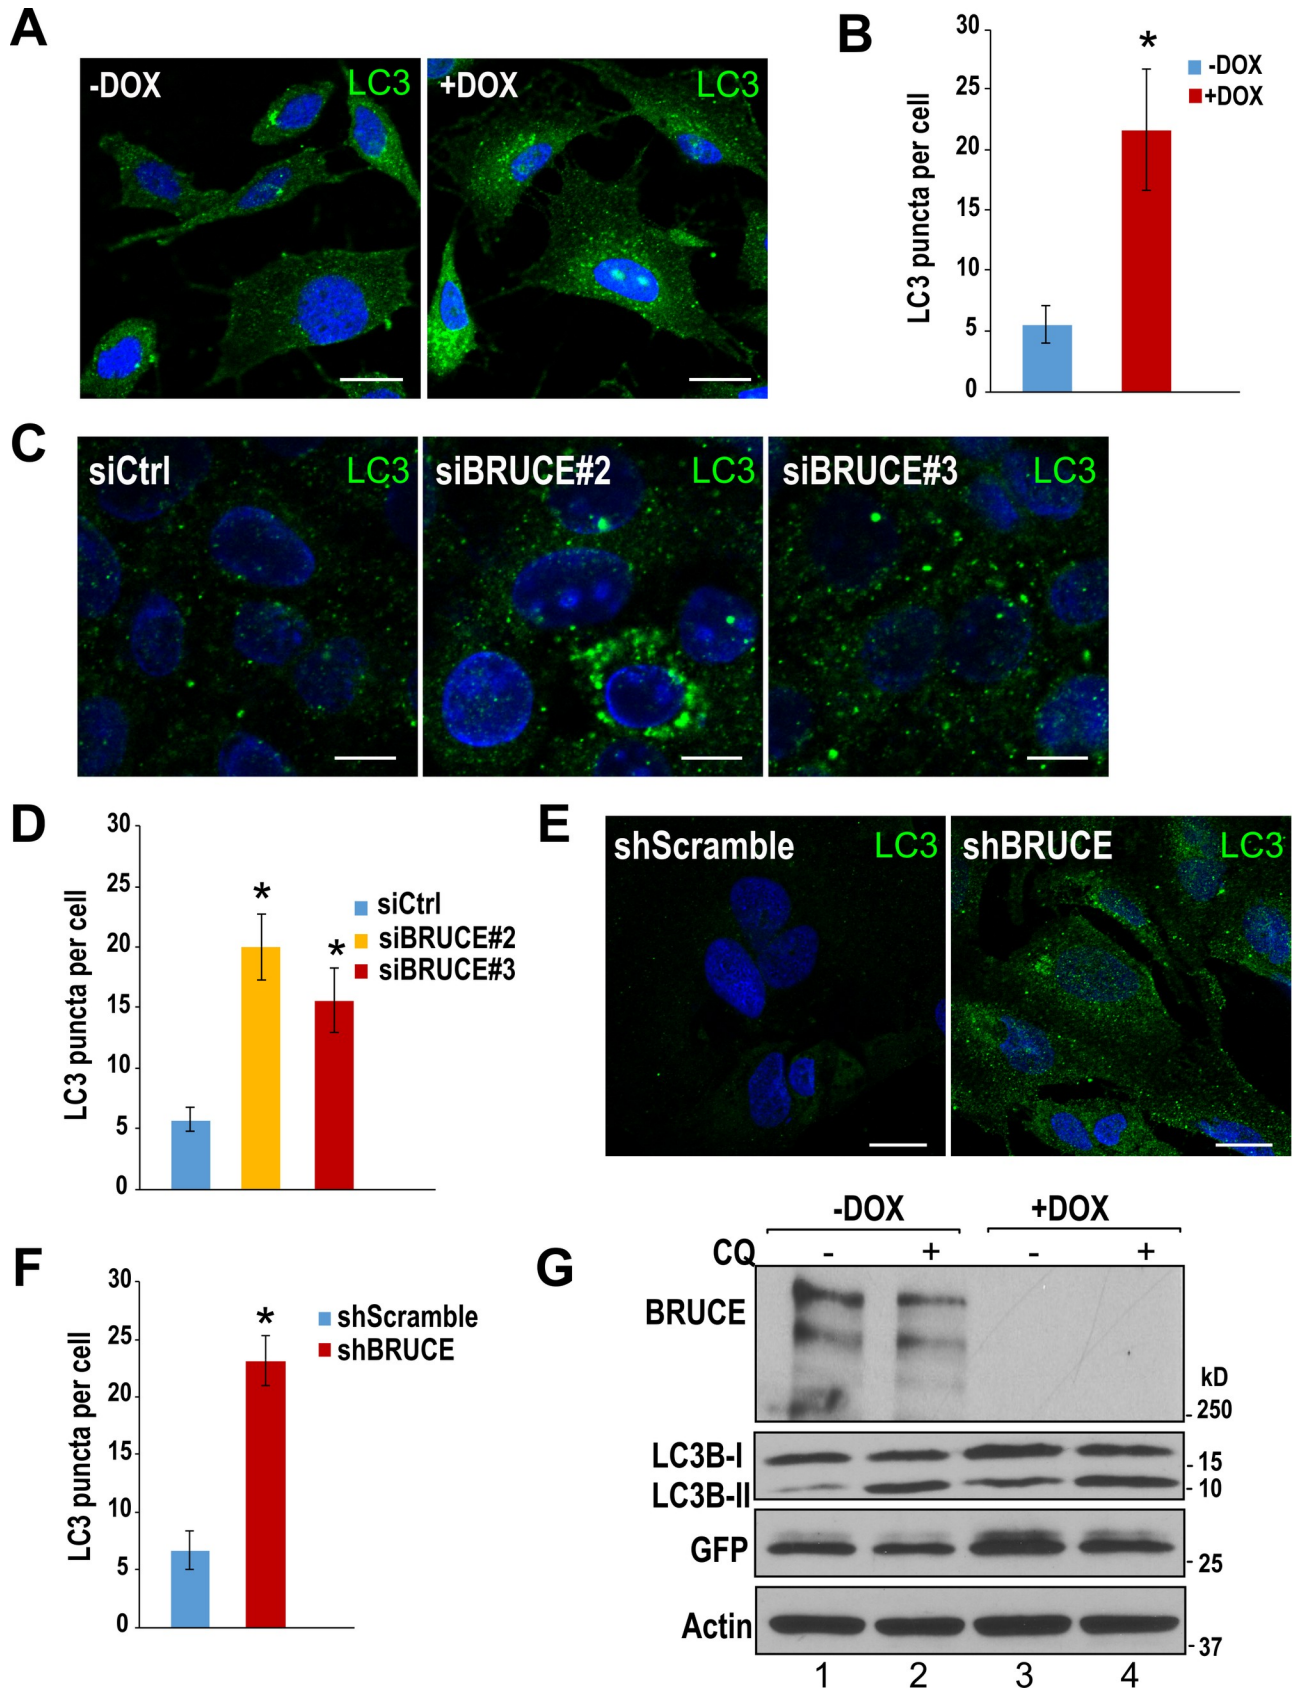 A
-DOX LC3
+DOX LC3
B
LC3 puncta per cell
30
25
20
15
10
5
0
*
-DOX
+DOX
C
siCtrl LC3
siBRUCE#2 LC3
siBRUCE#3 LC3
D
LC3 puncta per cell
30
25
20
15
10
5
0
*
*
siCtrl
siBRUCE#2
siBRUCE#3
E
shScramble LC3
shBRUCE LC3
F
LC3 puncta per cell
30
25
20
15
10
5
0
*
shScramble
shBRUCE
G
-DOX +DOX
CQ - + - +
BRUCE
kD
- 250
LC3B-I
- 15
LC3B-II
- 10
GFP
- 25
Actin
- 37
1 2 3 4